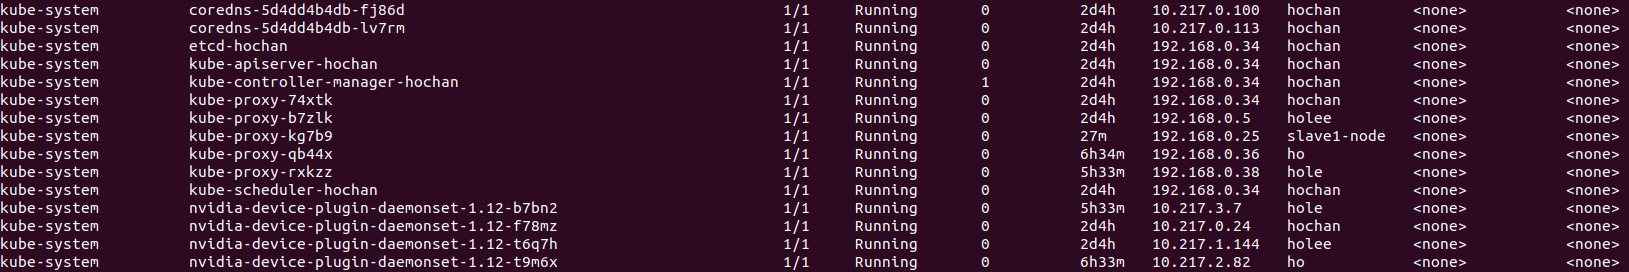 kube-system coredns-5d4dd4b4db-fj86d 1/1 Running 0 2d4h 10.217.0.100 hochan <none> <none>
kube-system coredns-5d4dd4b4db-lv7rm 1/1 Running 0 2d4h 10.217.0.113 hochan <none> <none>
kube-system etcd-hochan 1/1 Running 0 2d4h 192.168.0.34 hochan <none> <none>
kube-system kube-apiserver-hochan 1/1 Running 0 2d4h 192.168.0.34 hochan <none> <none>
kube-system kube-controller-manager-hochan 1/1 Running 1 2d4h 192.168.0.34 hochan <none> <none>
kube-system kube-proxy-74xtk 1/1 Running 0 2d4h 192.168.0.34 hochan <none> <none>
kube-system kube-proxy-b7zlk 1/1 Running 0 2d4h 192.168.0.5 holee <none> <none>
kube-system kube-proxy-kg7b9 1/1 Running 0 27m 192.168.0.25 slave1-node <none> <none>
kube-system kube-proxy-qb44x 1/1 Running 0 6h34m 192.168.0.36 ho <none> <none>
kube-system kube-proxy-rxkzz 1/1 Running 0 5h33m 192.168.0.38 hole <none> <none>
kube-system kube-scheduler-hochan 1/1 Running 0 2d4h 192.168.0.34 hochan <none> <none>
kube-system nvidia-device-plugin-daemonset-1.12-b7bn2 1/1 Running 0 5h33m 10.217.3.7 hole <none> <none>
kube-system nvidia-device-plugin-daemonset-1.12-f78mz 1/1 Running 0 2d4h 10.217.0.24 hochan <none> <none>
kube-system nvidia-device-plugin-daemonset-1.12-t6q7h 1/1 Running 0 2d4h 10.217.1.144 holee <none> <none>
kube-system nvidia-device-plugin-daemonset-1.12-t9m6x 1/1 Running 0 6h33m 10.217.2.82 ho <none> <none>